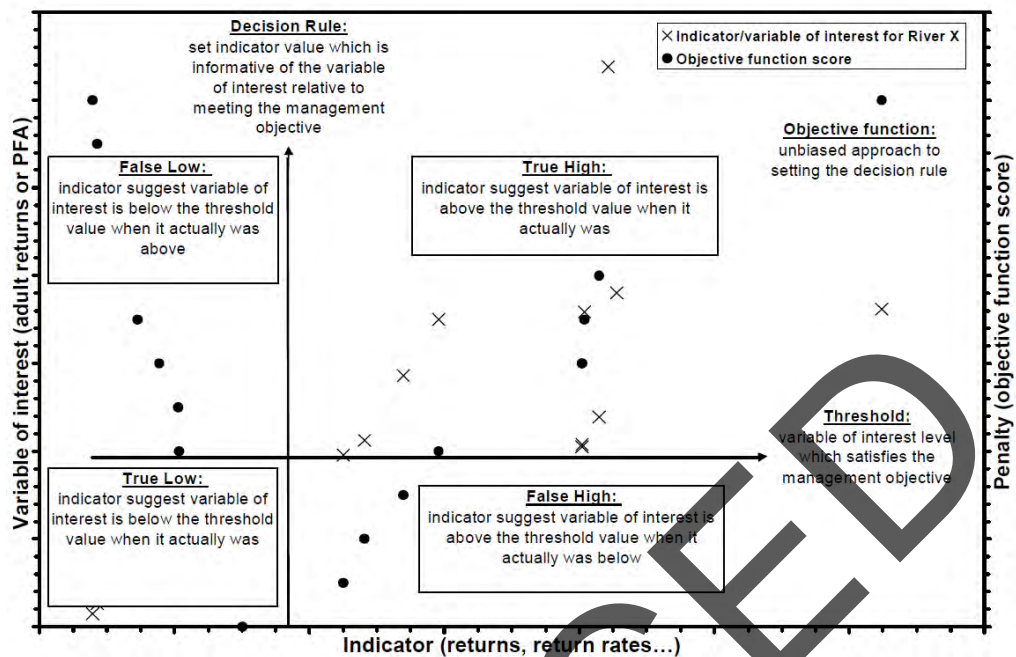 Decision Rule:
set indicator value which is
informative of the variable
of interest relative to
meeting the management
objective
Indicator/variable of interest for River X
Objective function score
Objective function:
unbiased approach to
setting the decision rule
False Low:
indicator suggest variable of
interest is below the threshold
value when it actually was
above
True High:
indicator suggest variable of interest is
above the threshold value when it
actually was
Variable of interest (adult returns or PFA)
Penalty (objective function score)
Threshold:
variable of interest level
which satisfies the
management objective
True Low:
indicator suggest variable of
interest is below the threshold
value when it actually was
False High:
indicator suggest variable of interest is
above the threshold value when it
actually was below
Indicator (returns, return rates...)
CED